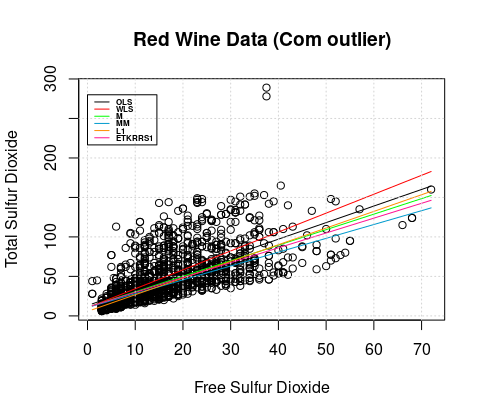 Red Wine Data (Com outlier)
Total Sulfur Dioxide
300
200
100
50
0
OLS
WLS
M
MM
L1
ETKRRS1
0 10 20 30 40 50 60 70
Free Sulfur Dioxide